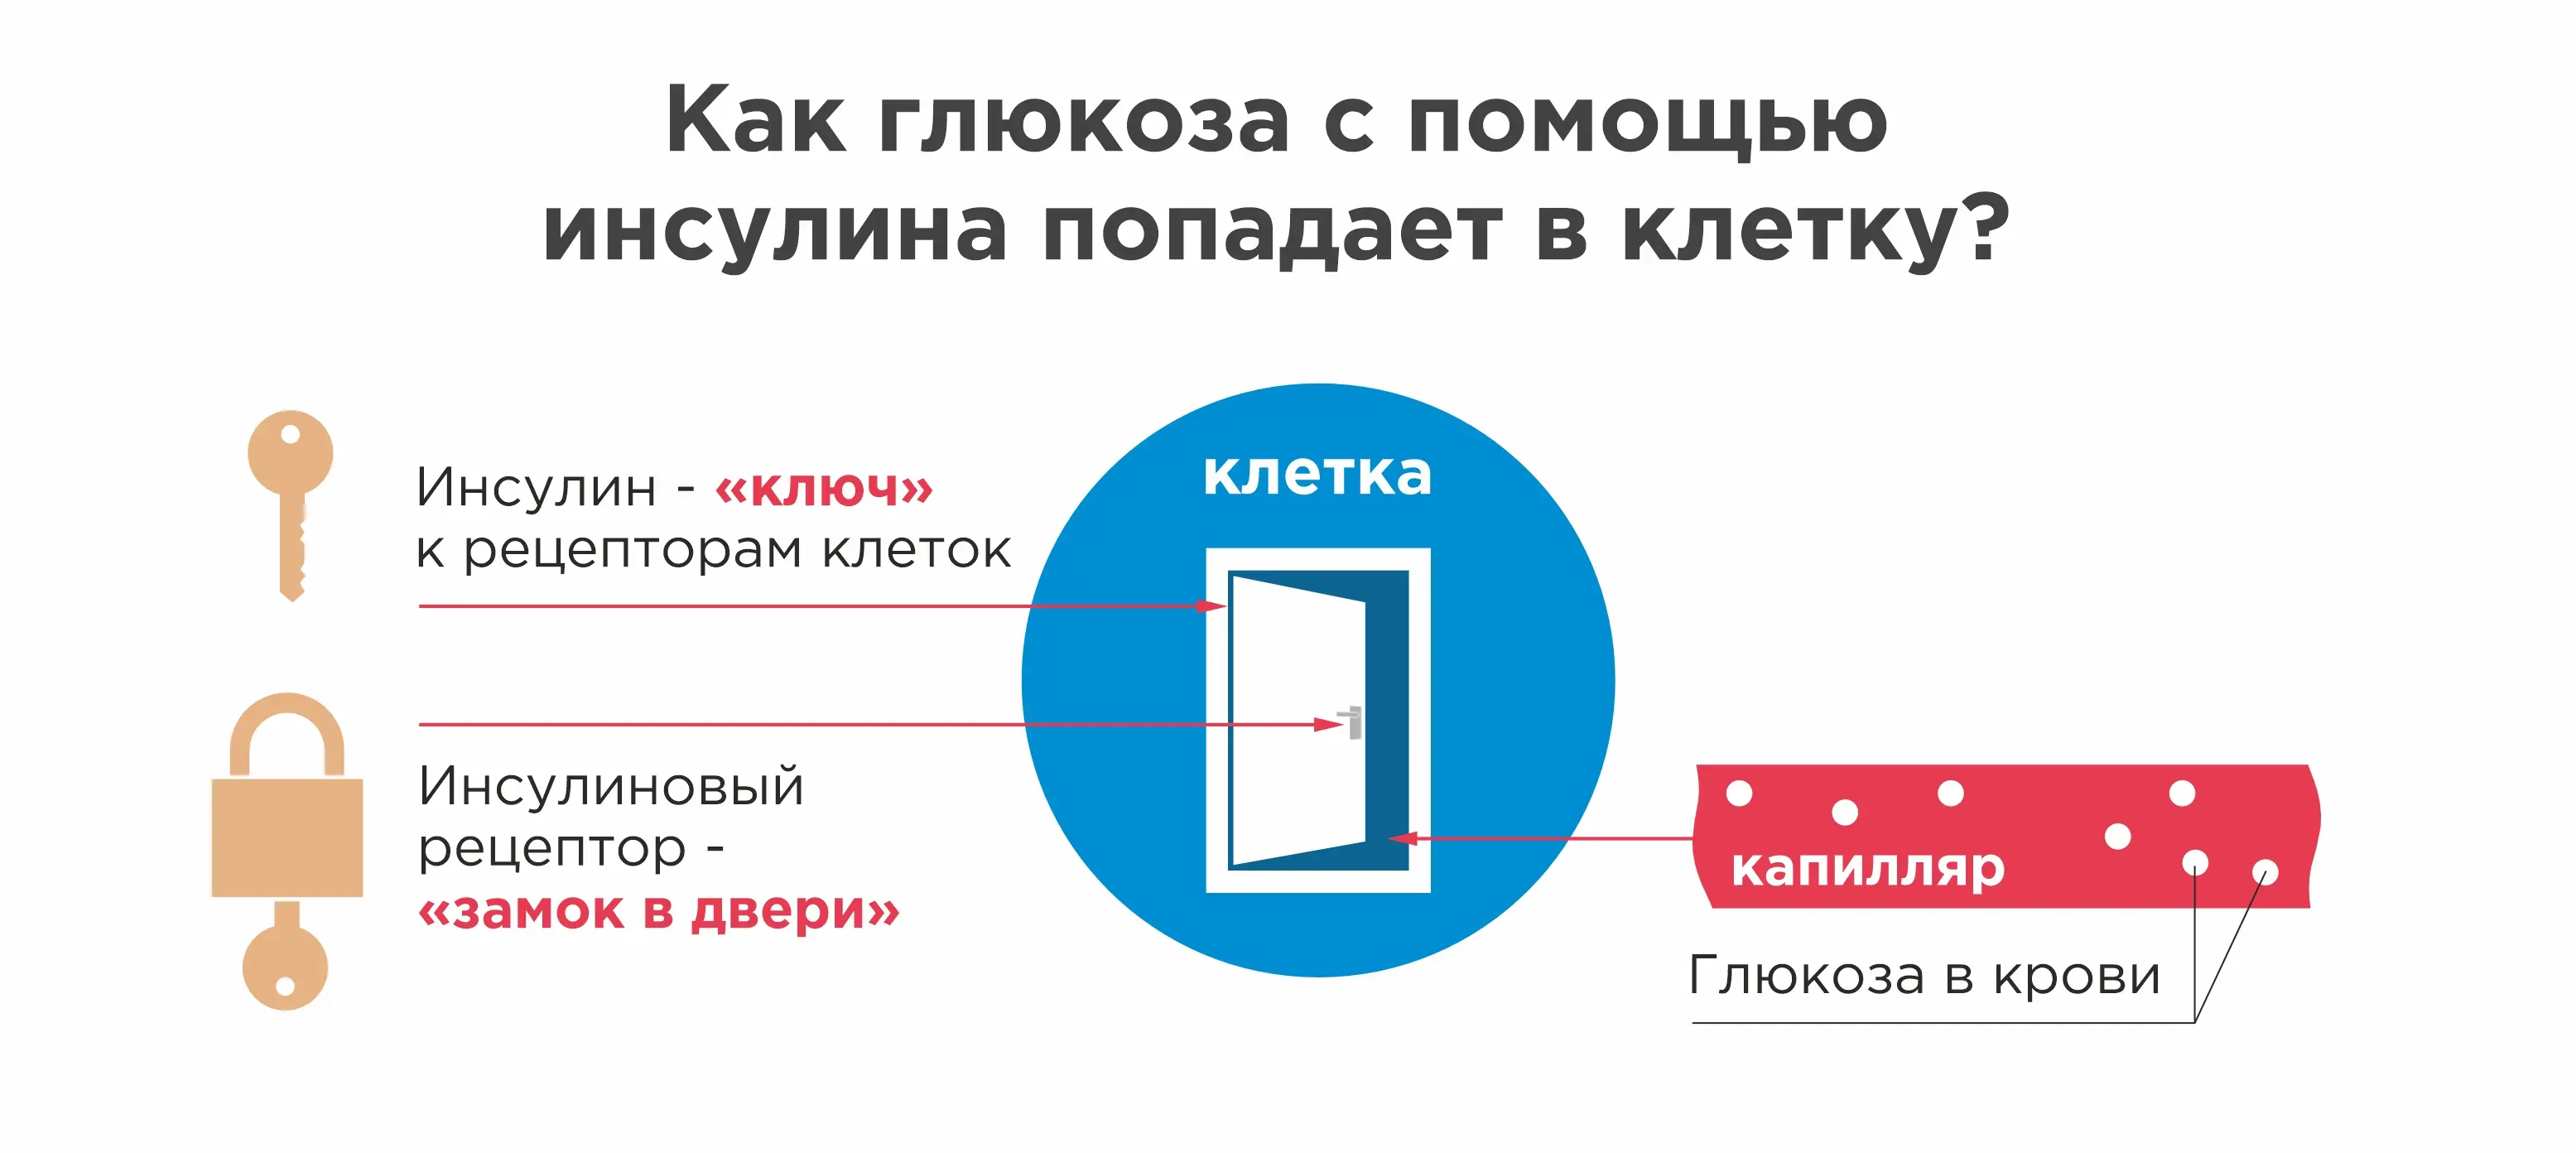 Как глюкоза с помощью
инсулина попадает в клетку?
Инсулин - «ключ»
к рецепторам клеток
клетка
Инсулиновый
рецептор -
«замок в двери»
капилляр
Глюкоза в крови